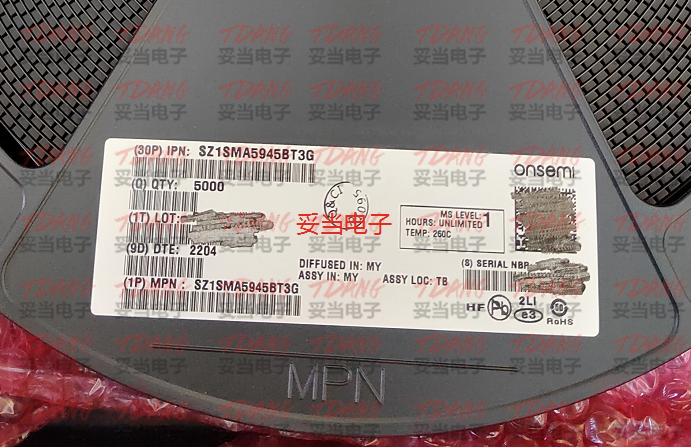 (30P) IPN: SZ1SMA5945BT3G
onsemi
(Q) QTY: 5000
(1T) LOT:
MS LEVEL: 1
HOURS: UNLIMITED
TEMP: 260C
妥当电子
(9D) DTE: 2204
DIFFUSED IN: MY
ASSY IN: MY
ASSY LOC: TB
(S) SERIAL NBR
(1P) MPN : SZ1SMA5945BT3G
HF
Pb
2LI
e3
RoHS
MPN
TDANG
妥当电子